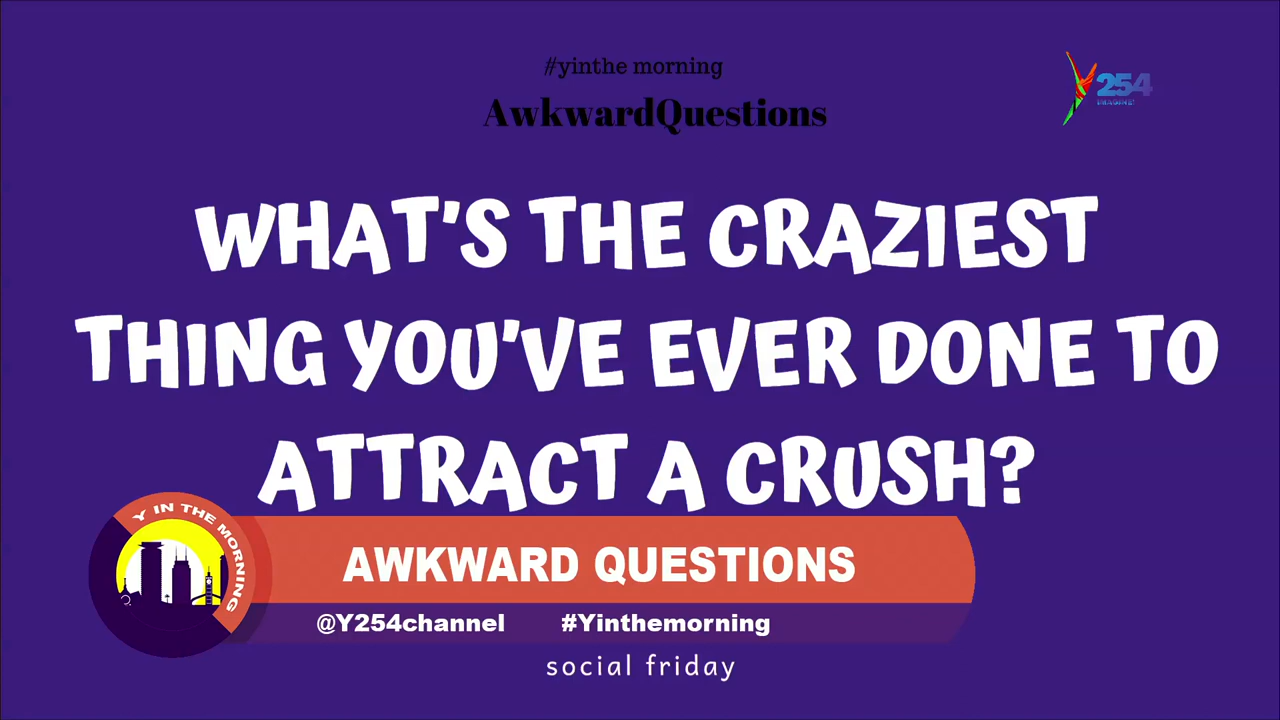 #yinthe morning
AwkwardQuestions
Y254
IMAGINE!
WHAT'S THE CRAZIEST
THING YOU'VE EVER DONE TO
ATTRACT A CRUSH?
Y IN THE MORNING
AWKWARD QUESTIONS
@Y254channel #Yinthemorning
social friday